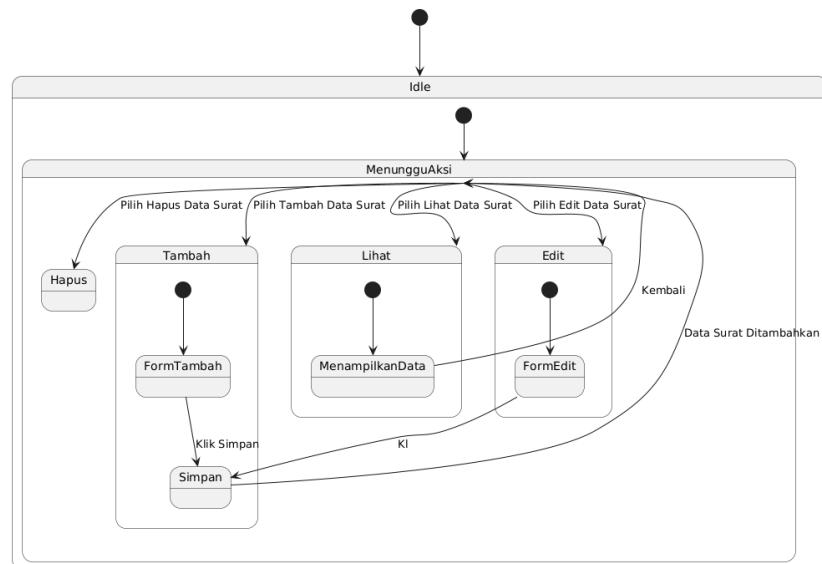 Idle
MenungguAksi
Pilih Hapus Data Surat
Pilih Tambah Data Surat
Pilih Lihat Data Surat
Pilih Edit Data Surat
Tambah
Lihat
Edit
Hapus
Kembali
Data Surat Ditambahkan
FormTambah
MenampilkanData
FormEdit
Klik Simpan
Kl
Simpan